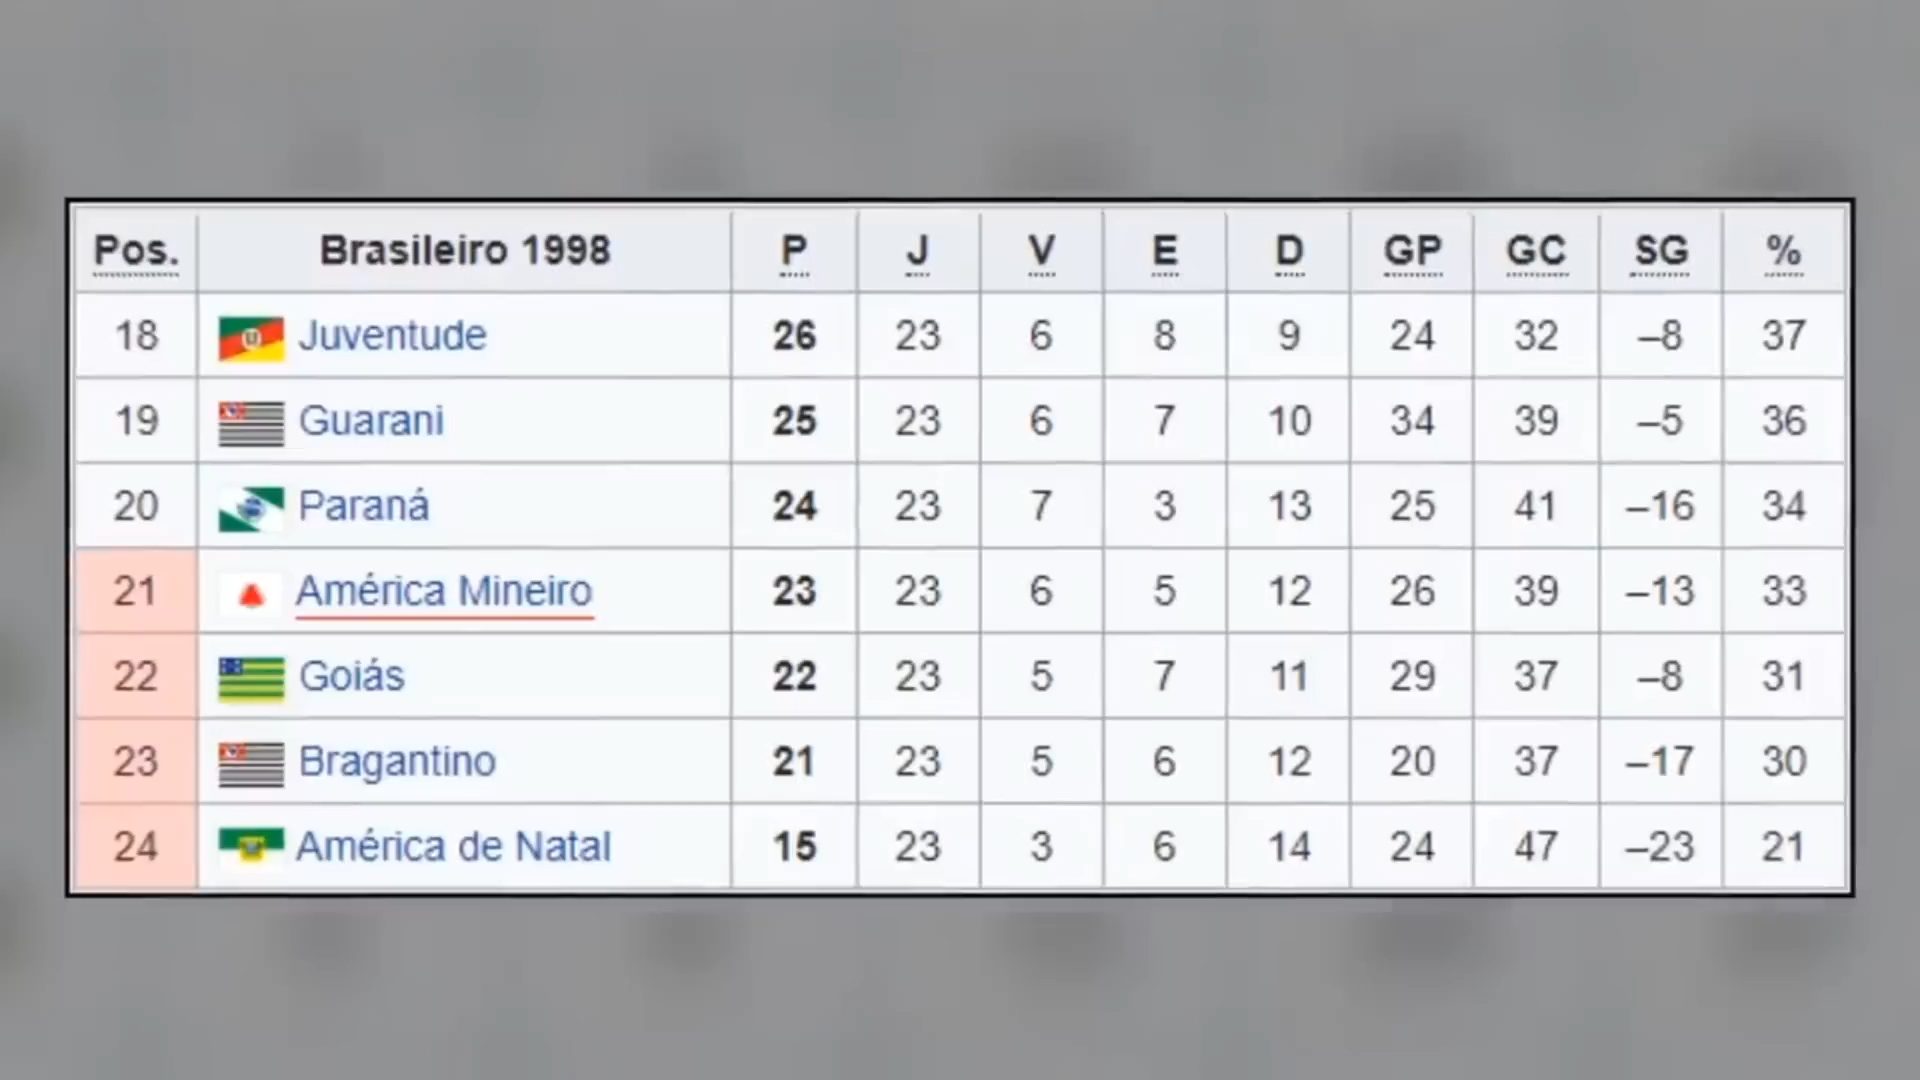 Pos. Brasileiro 1998 P J V E D GP GC SG %
18 Juventude 26 23 6 8 9 24 32 –8 37
19 Guarani 25 23 6 7 10 34 39 –5 36
20 Paraná 24 23 7 3 13 25 41 –16 34
21 América Mineiro 23 23 6 5 12 26 39 –13 33
22 Goiás 22 23 5 7 11 29 37 –8 31
23 Bragantino 21 23 5 6 12 20 37 –17 30
24 América de Natal 15 23 3 6 14 24 47 –23 21